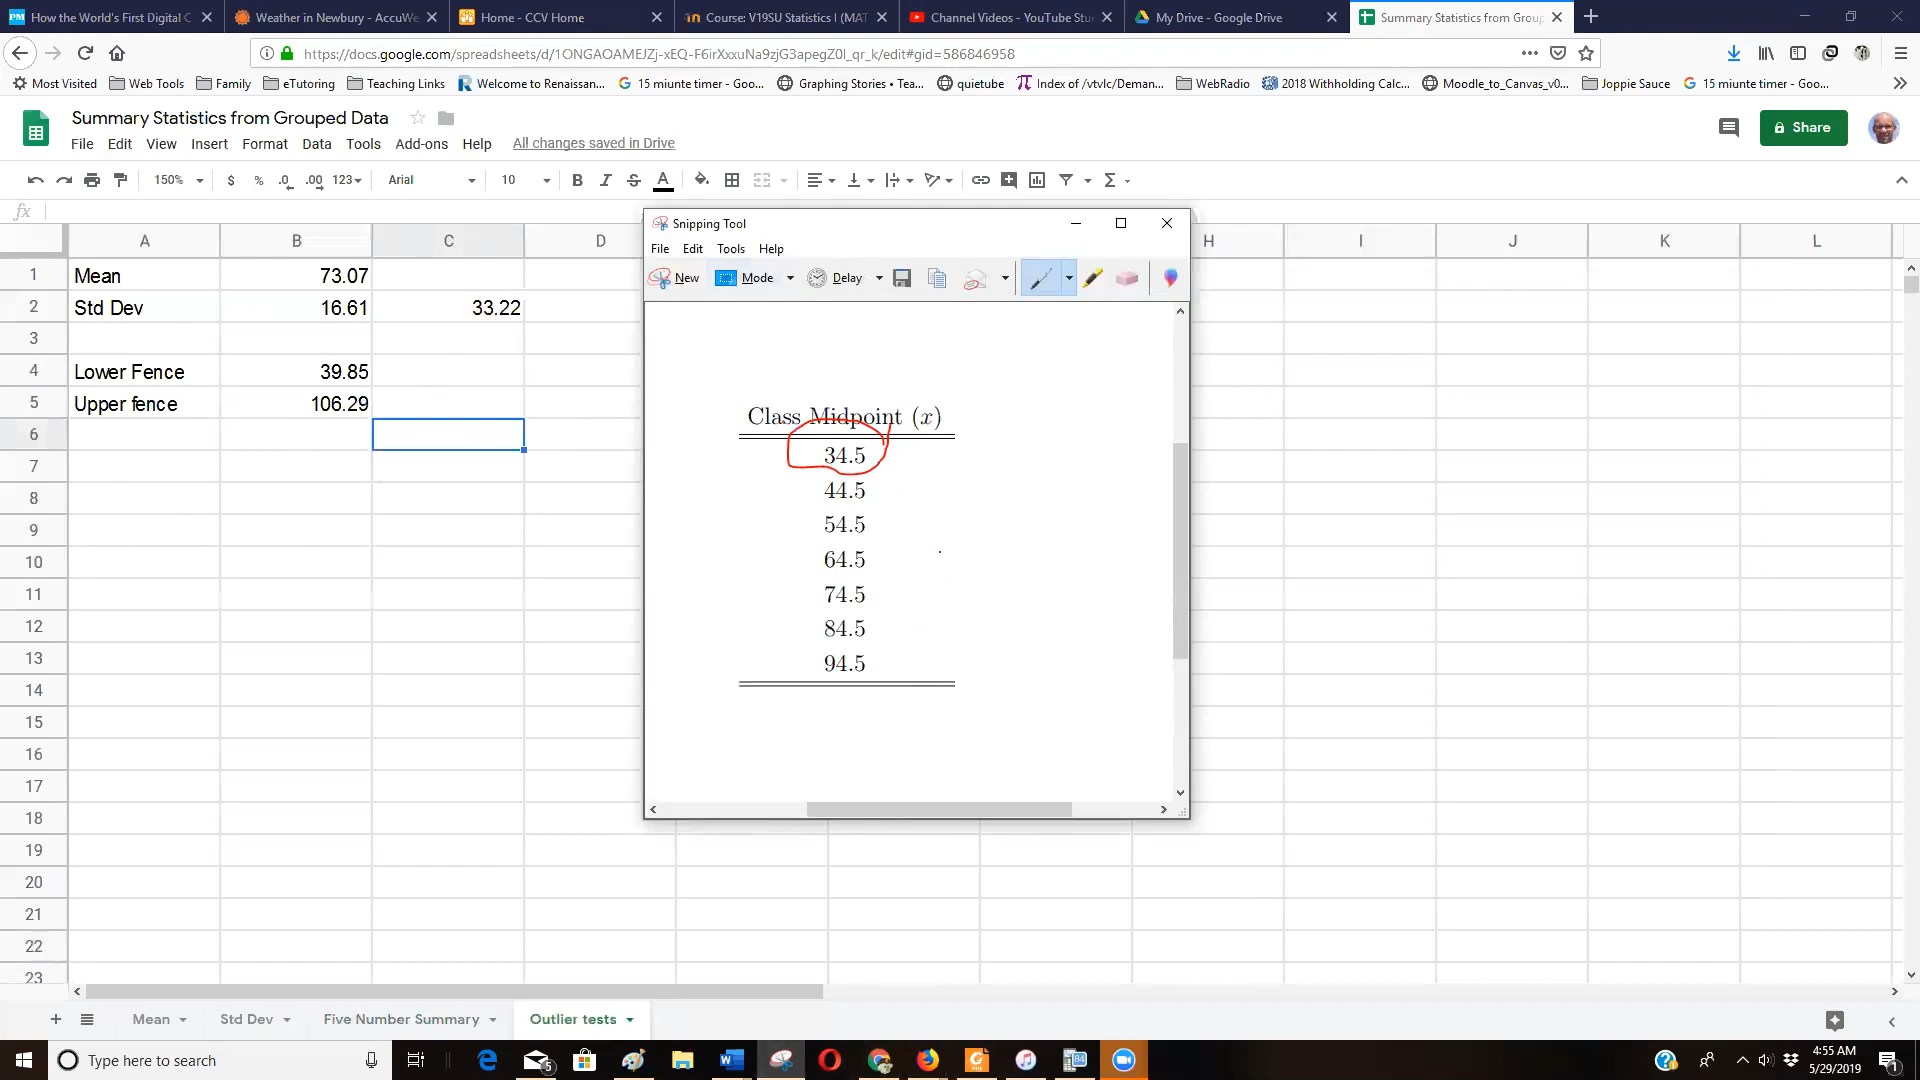 How the World's First Digital C
Weather in Newbury - AccuWe
Home - CCV Home
Course: V19SU Statistics I (MAT
Channel Videos - YouTube Stu
My Drive - Google Drive
Summary Statistics from Group
https://docs.google.com/spreadsheets/d/1ONGAOAMEJZj-xEQ-F6irXxxuNa9zjG3apegZ0l_qr_k/edit#gid=586846958
Most Visited
Web Tools
Family
eTutoring
Teaching Links
Welcome to Renaissan...
15 miunte timer - Goo...
Graphing Stories • Tea...
quietube
Index of /vtvlc/Deman...
WebRadio
2018 Withholding Calc...
Moodle_to_Canvas_v0...
Joppie Sauce
15 miunte timer - Goo...
Summary Statistics from Grouped Data
File Edit View Insert Format Data Tools Add-ons Help All changes saved in Drive
Share
150% $ % .0 .00 123 Arial 10 B I S A Σ
fx
A B C D H I J K L
1 Mean 73.07
2 Std Dev 16.61 33.22
3
4 Lower Fence 39.85
5 Upper fence 106.29
6
7
8
9
10
11
12
13
14
15
16
17
18
19
20
21
22
23
Snipping Tool
File Edit Tools Help
New Mode Delay
Class Midpoint (x)
34.5
44.5
54.5
64.5
74.5
84.5
94.5
Mean Std Dev Five Number Summary Outlier tests
Type here to search
5
84
4:55 AM
5/29/2019
1